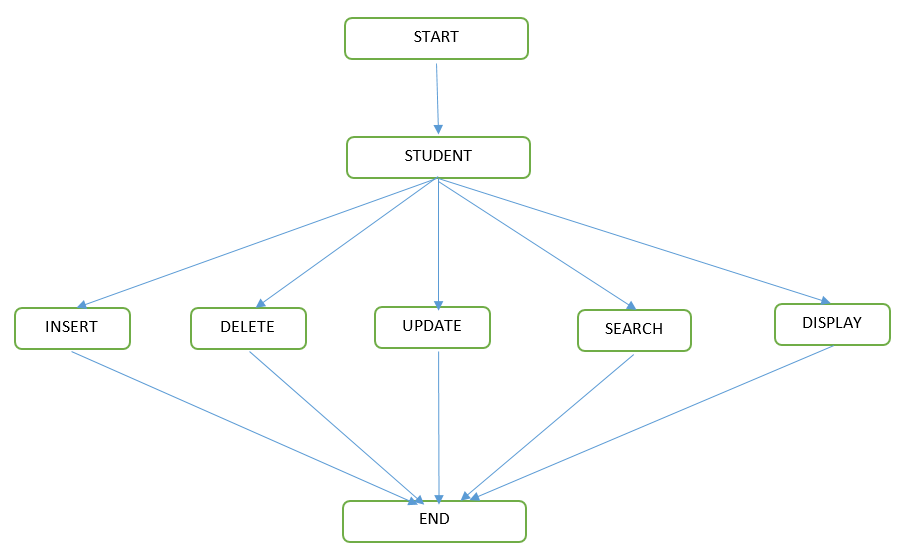 START
STUDENT
INSERT
DELETE
UPDATE
SEARCH
DISPLAY
END